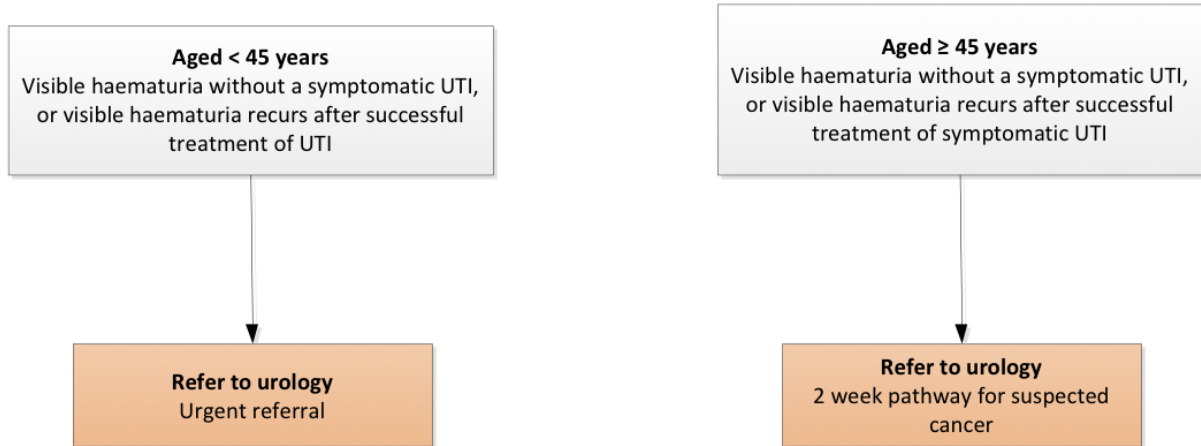 Aged < 45 years
Visible haematuria without a symptomatic UTI,
or visible haematuria recurs after successful
treatment of UTI
Aged ≥ 45 years
Visible haematuria without a symptomatic UTI,
or visible haematuria recurs after successful
treatment of symptomatic UTI
Refer to urology
Urgent referral
Refer to urology
2 week pathway for suspected
cancer